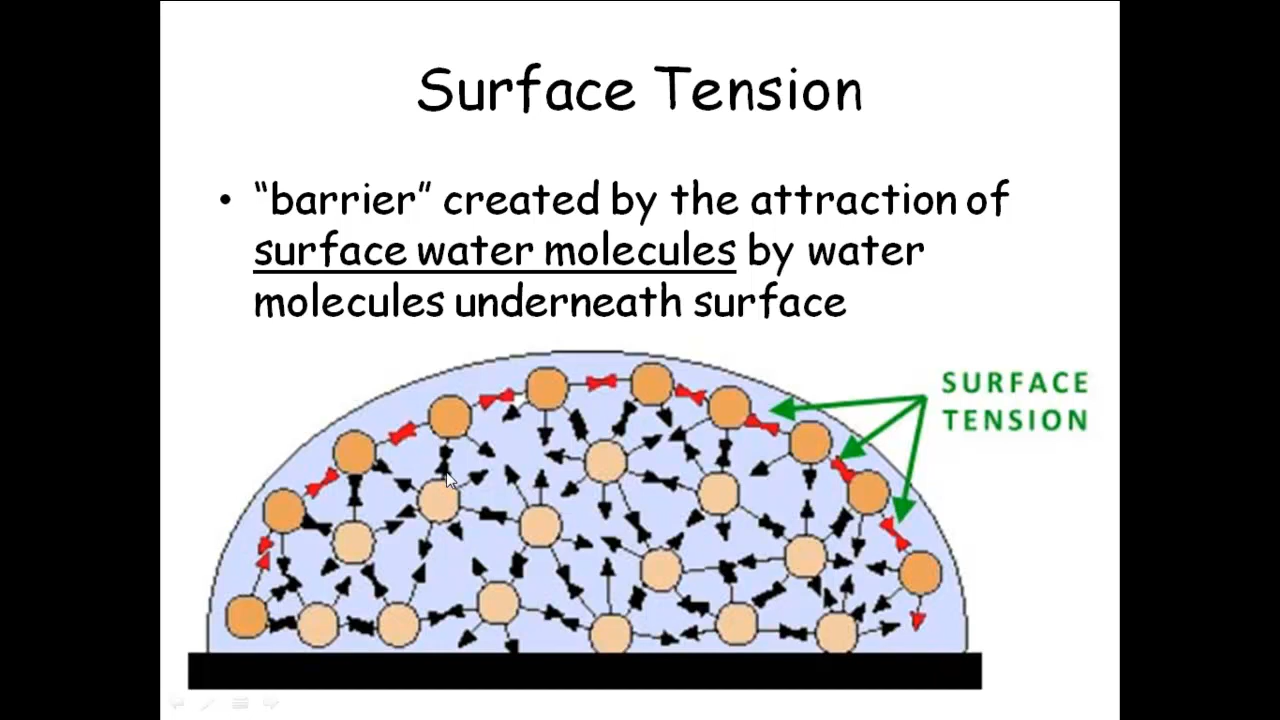 Surface Tension
• “barrier” created by the attraction of
surface water molecules by water
molecules underneath surface
SURFACE
TENSION